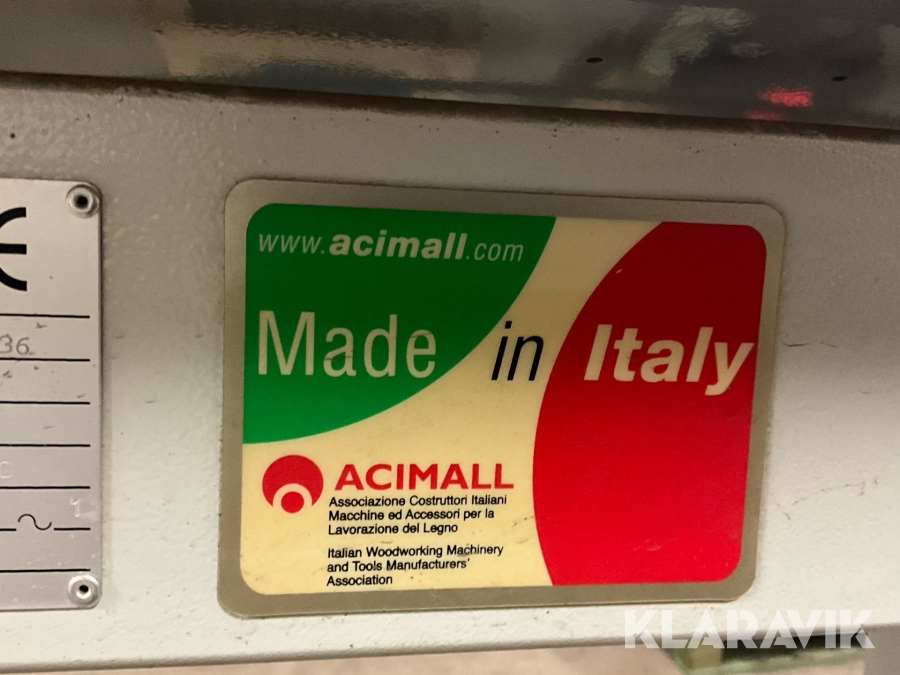 www.acimall.com
Made in Italy
ACIMALL
Associazione Costruttori Italiani
Macchine ed Accessori per la
Lavorazione del Legno
Italian Woodworking Machinery
and Tools Manufacturers'
Association
36
KLARAVIK